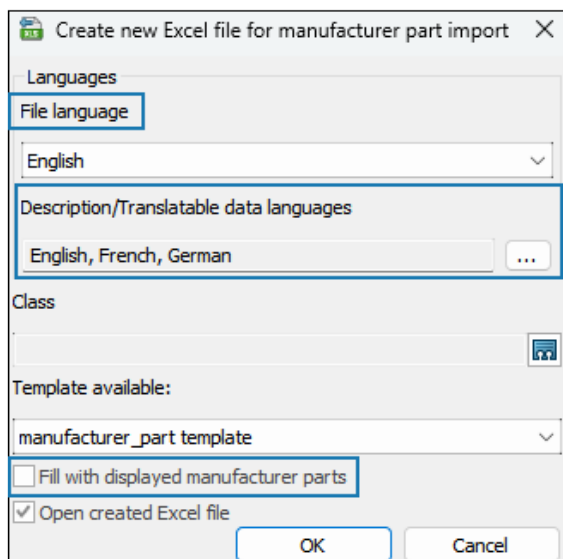 Create new Excel file for manufacturer part import
Languages
File language
English
Description/Translatable data languages
English, French, German
...
Class
Template available:
manufacturer_part template
Fill with displayed manufacturer parts
Open created Excel file
OK Cancel